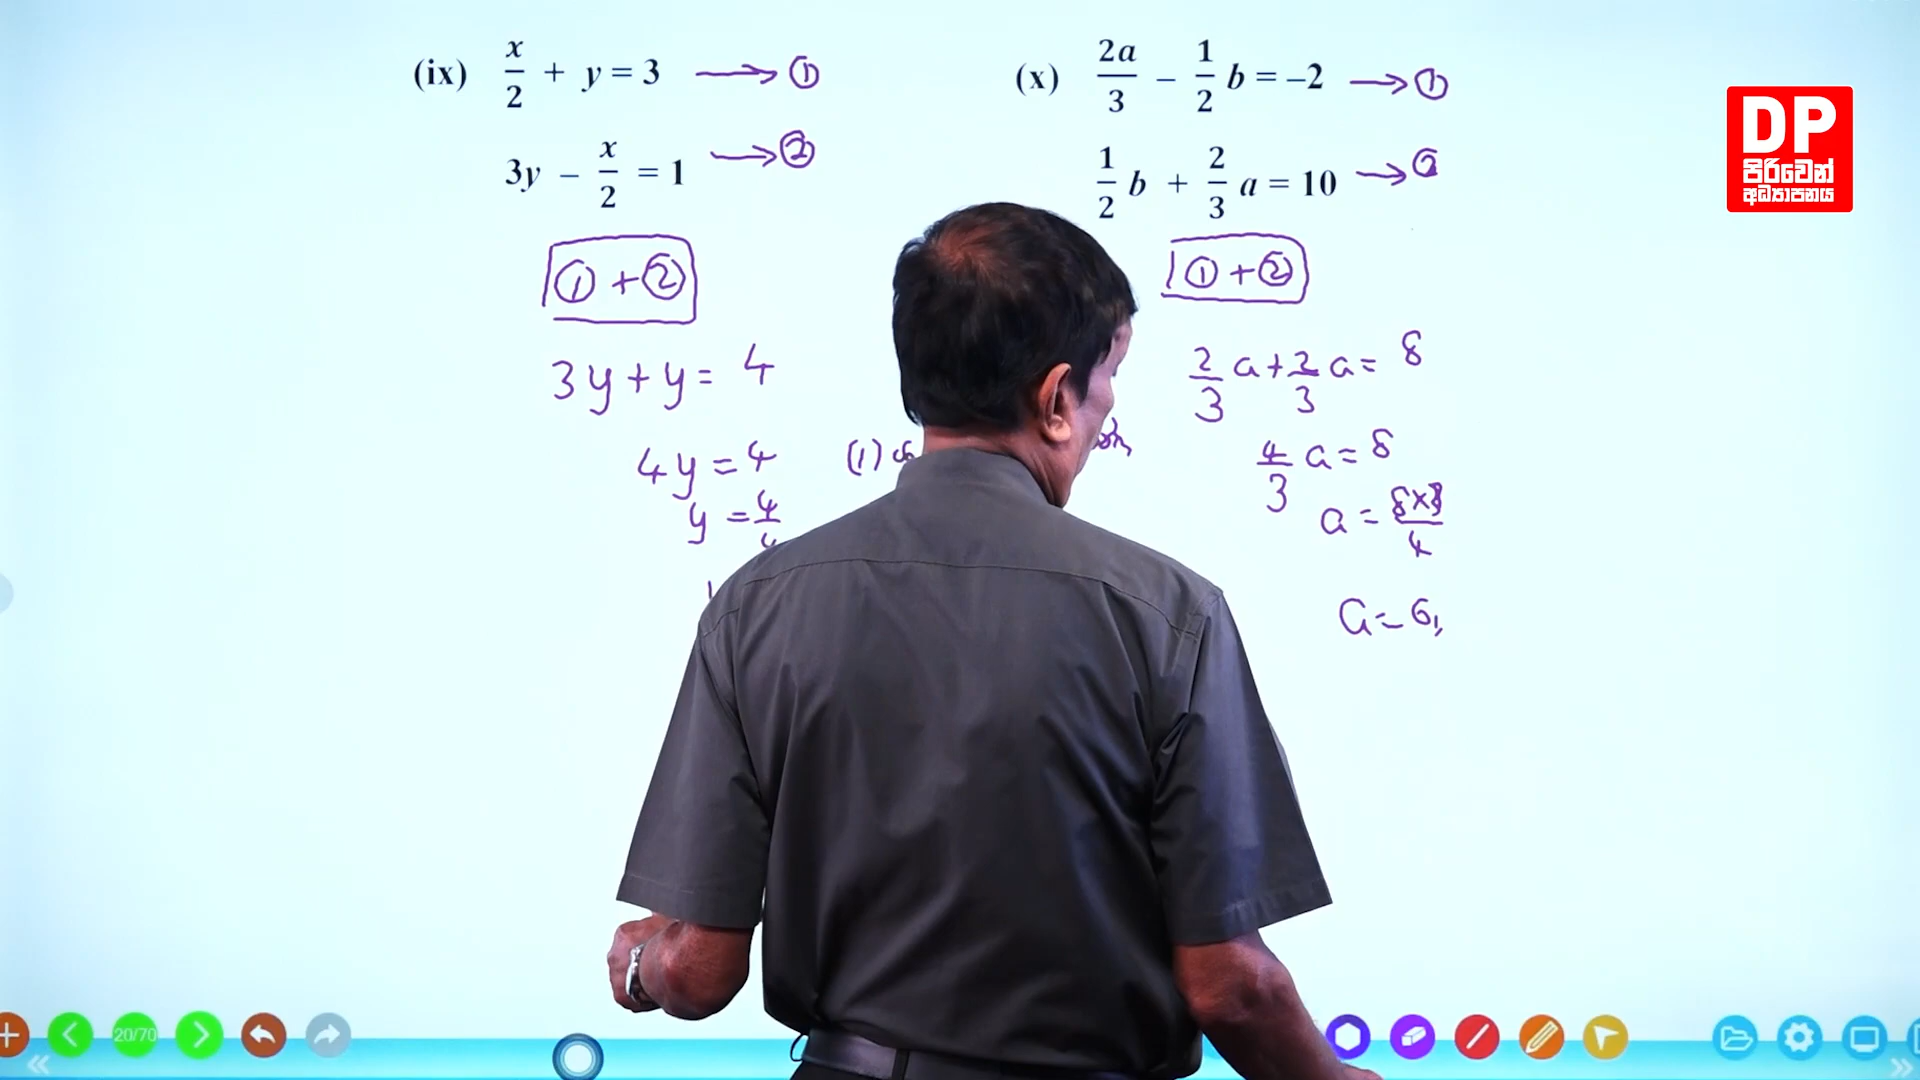 (ix) x/2 + y = 3 → ①
3y – x/2 = 1 → ②
① + ②
3y + y = 4
4y = 4
y = 4/4
(1)
(x) 2a/3 – 1/2 b = –2 → ①
1/2 b + 2/3 a = 10 → ②
① + ②
2/3 a + 2/3 a = 8
4/3 a = 8
a = 8×3/4
a = 6
DP
පිරිවෙන්
අධ්‍යාපනය
20/70